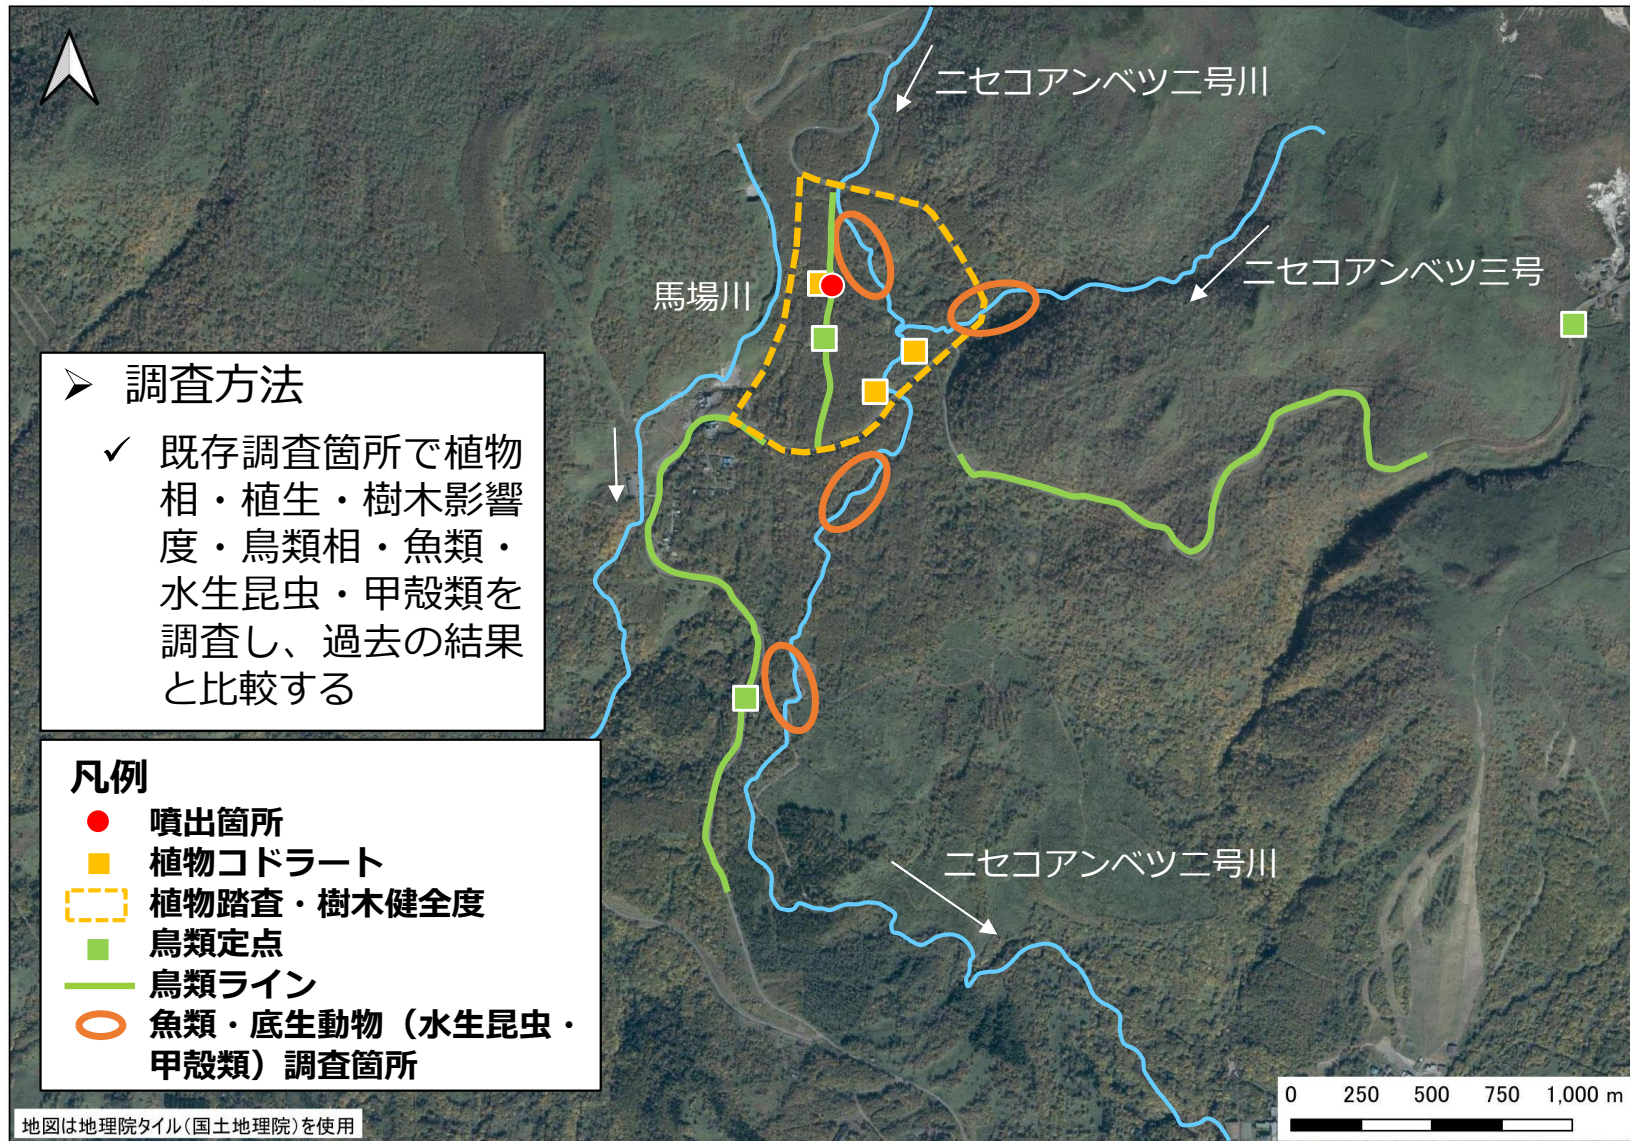 ニセコアンベツ二号川
ニセコアンベツ三号
馬場川
➢ 調査方法
✓ 既存調査箇所で植物
相・植生・樹木影響
度・鳥類相・魚類・
水生昆虫・甲殻類を
調査し、過去の結果
と比較する
凡例
噴出箇所
植物コドラート
植物踏査・樹木健全度
鳥類定点
鳥類ライン
魚類・底生動物（水生昆虫・
甲殻類）調査箇所
ニセコアンベツ二号川
0 250 500 750 1,000 m
地図は地理院タイル（国土地理院）を使用